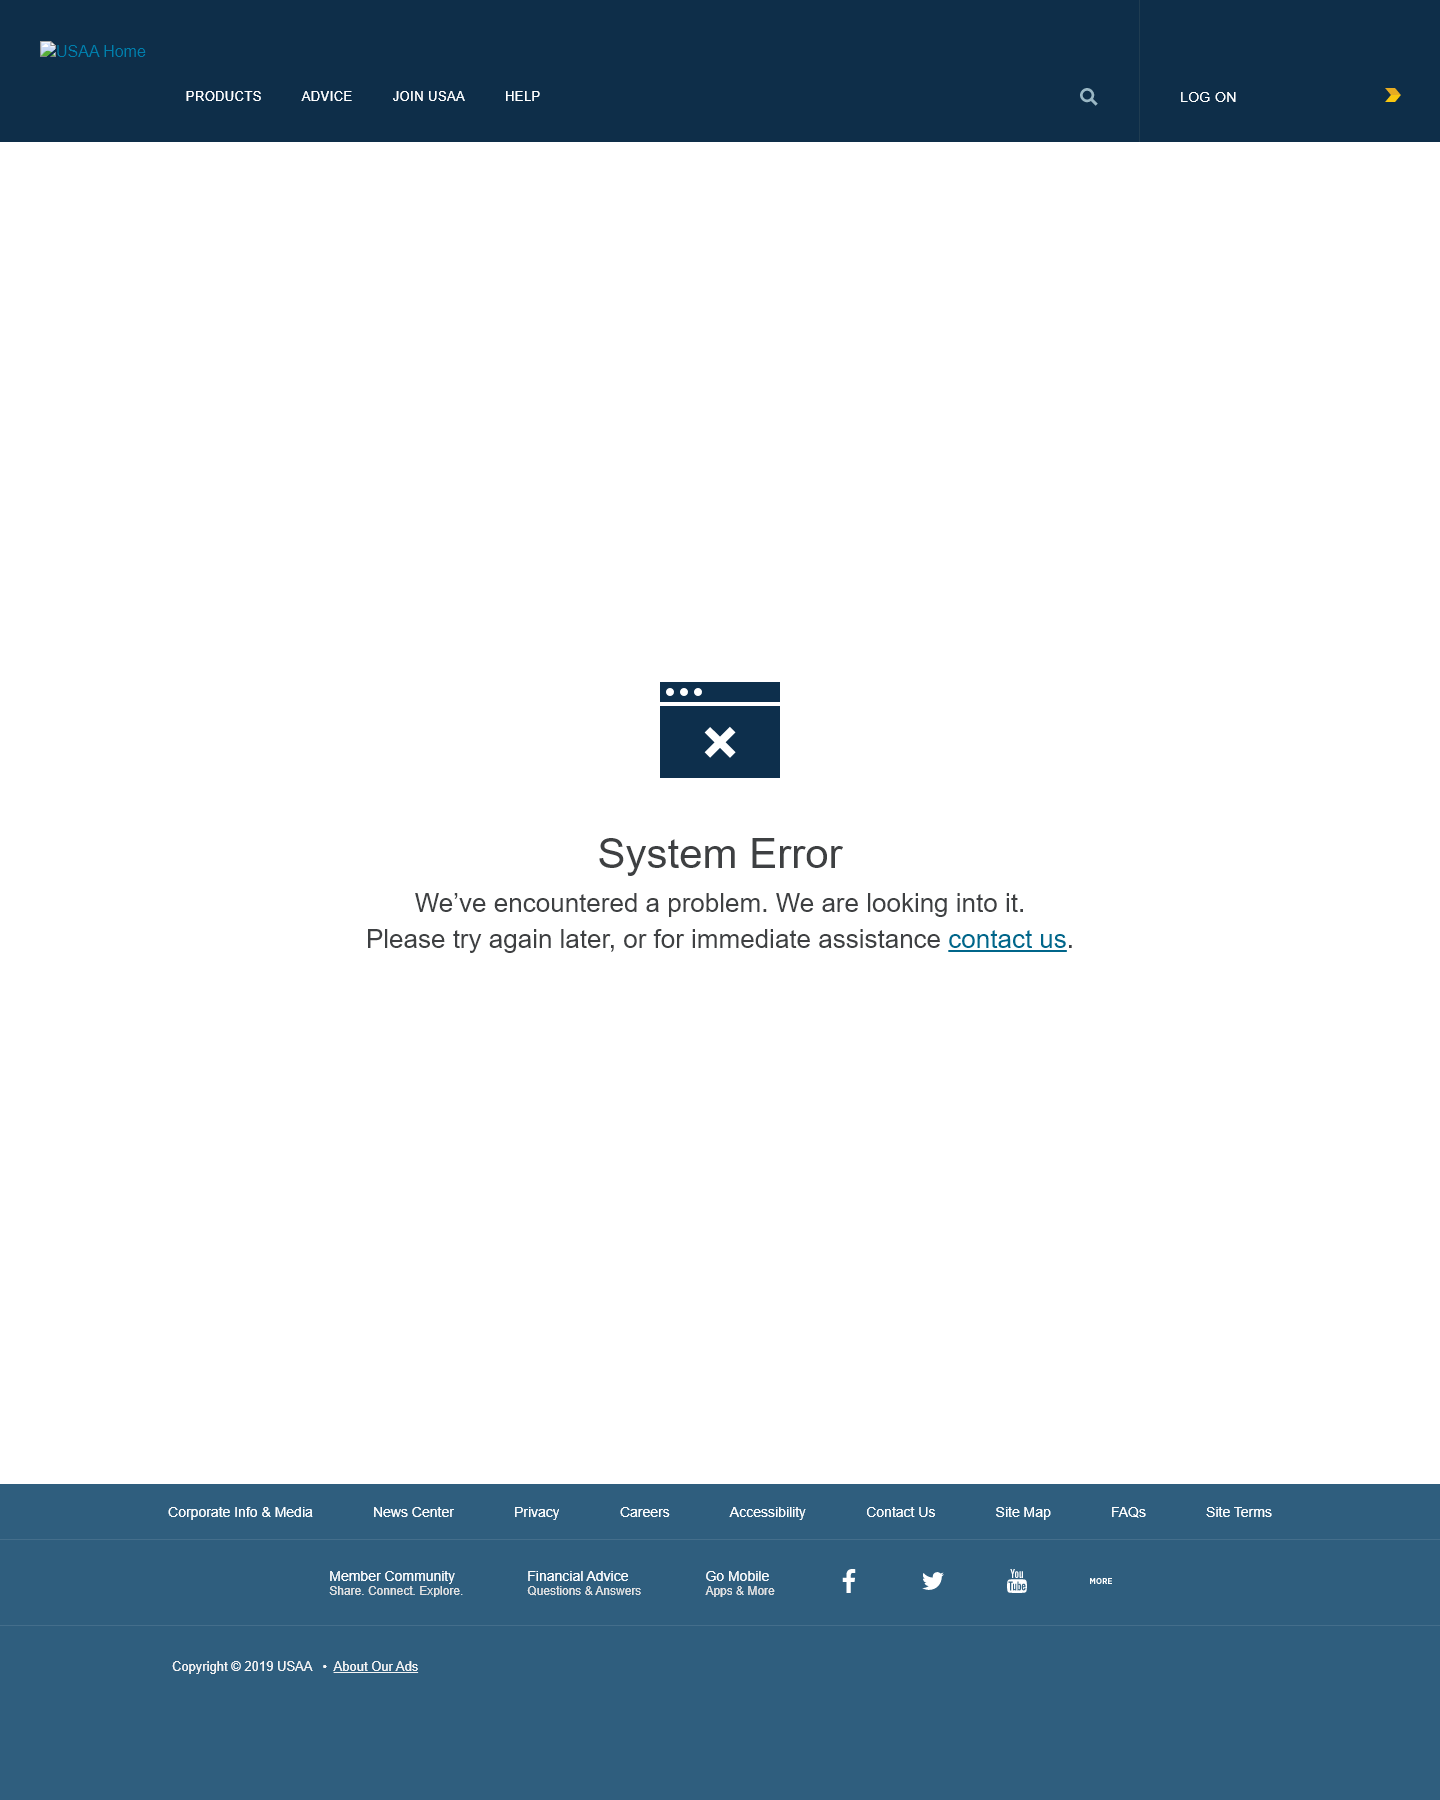 USAA Home
PRODUCTS ADVICE JOIN USAA HELP LOG ON
System Error
We’ve encountered a problem. We are looking into it.
Please try again later, or for immediate assistance contact us.
Corporate Info & Media News Center Privacy Careers Accessibility Contact Us Site Map FAQs Site Terms
Member Community Financial Advice Go Mobile You Tube MORE
Share. Connect. Explore. Questions & Answers Apps & More
Copyright © 2019 USAA • About Our Ads